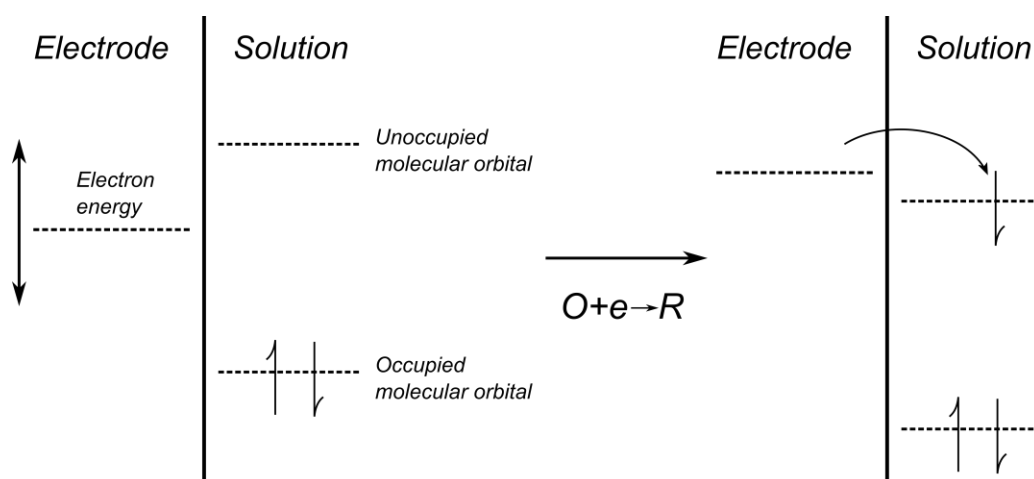 Electrode
Solution
Unoccupied
molecular orbital
Electron
energy
Occupied
molecular orbital
O+e→R
Electrode
Solution